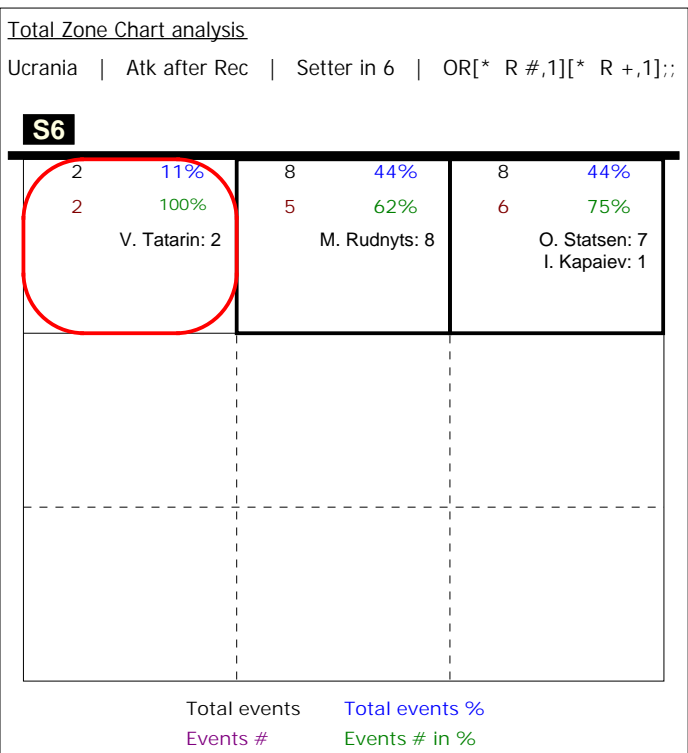 Total Zone Chart analysis
Ucrania | Atk after Rec | Setter in 6 | OR[* R #,1][* R +,1];;
S6
2 11% 8 44% 8 44%
2 100% 5 62% 6 75%
V. Tatarin: 2 M. Rudnyts: 8 O. Statsen: 7
I. Kapaiev: 1
Total events Total events %
Events # Events # in %